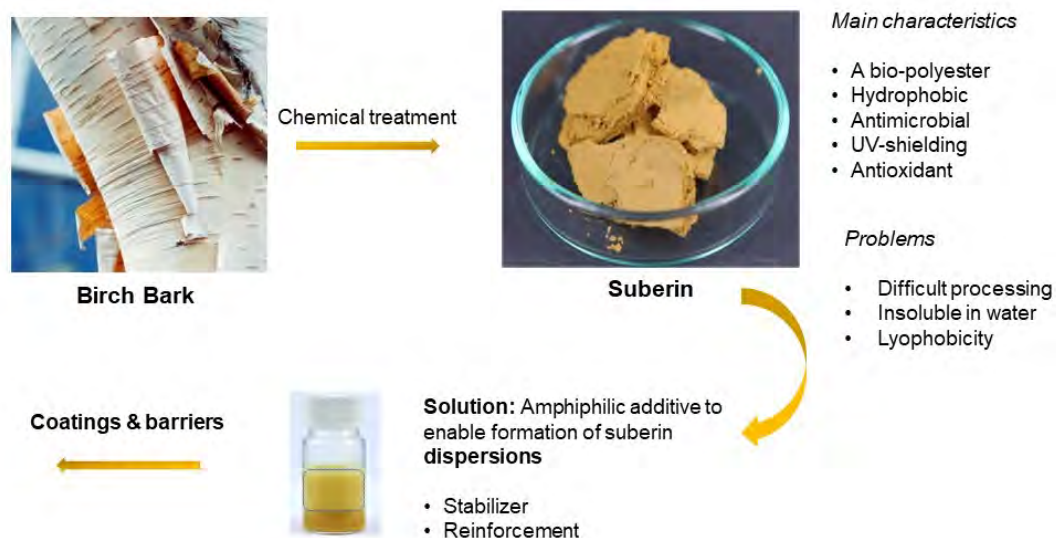 Main characteristics
• A bio-polyester
• Hydrophobic
• Antimicrobial
• UV-shielding
• Antioxidant
Chemical treatment
Birch Bark
Suberin
Problems
• Difficult processing
• Insoluble in water
• Lyophobicity
Solution: Amphiphilic additive to
enable formation of suberin
dispersions
• Stabilizer
• Reinforcement
Coatings & barriers